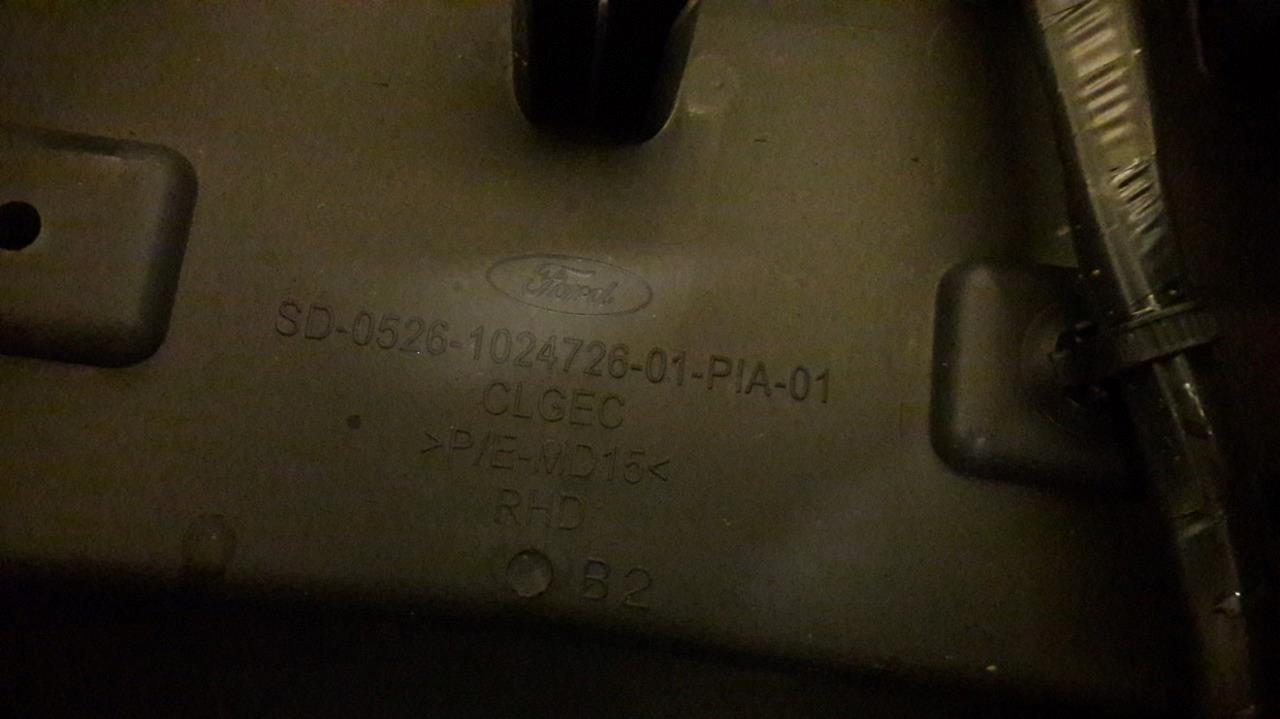 Ford
SD-0526-1024726-01-PIA-01
CLGEC
>P/E-MD15<
RHD
B2